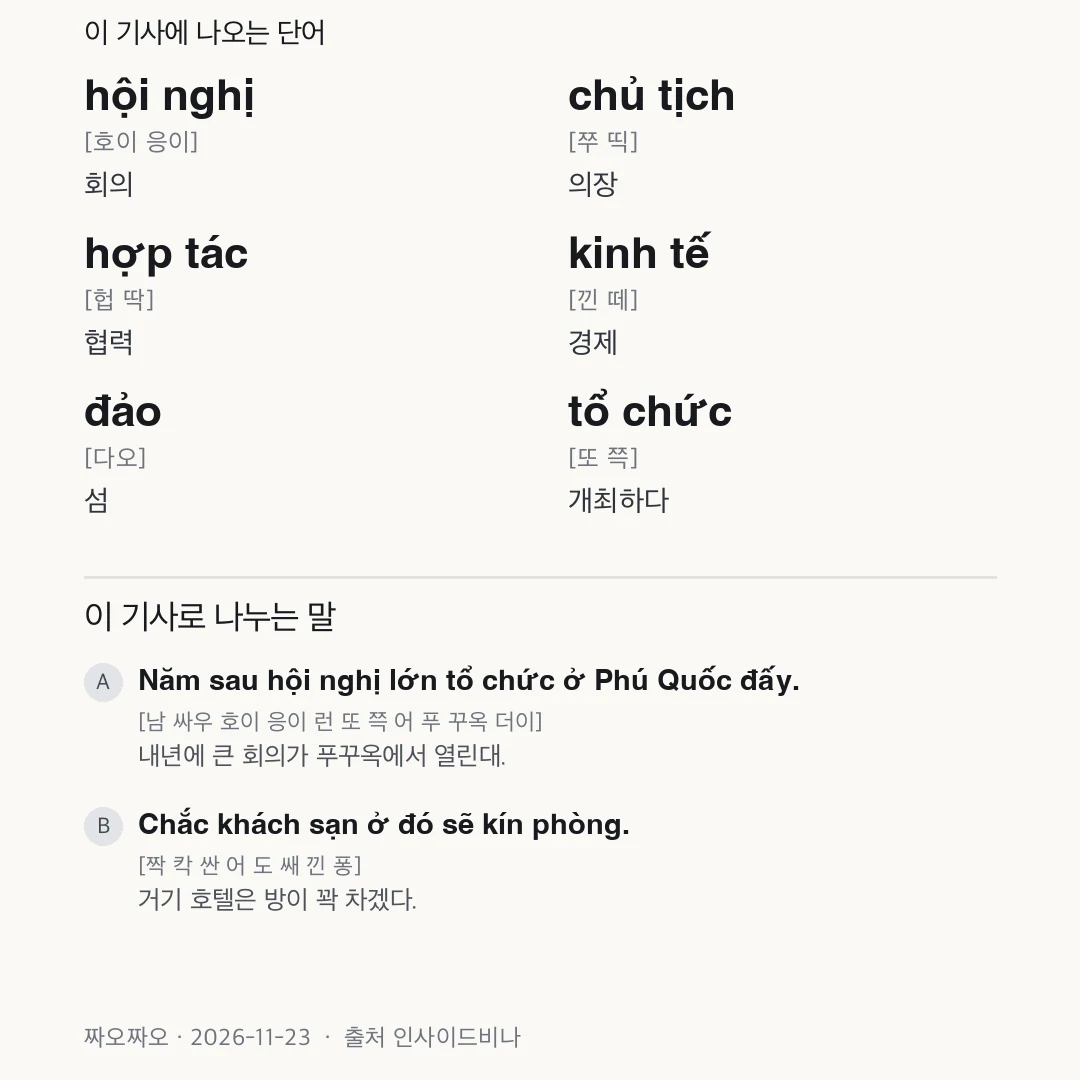 이 기사에 나오는 단어
hội nghị
[호이 응이]
회의
chủ tịch
[쭈 띡]
의장
hợp tác
[헙 딱]
협력
kinh tế
[낀 떼]
경제
đảo
[다오]
섬
tổ chức
[또 쯕]
개최하다
이 기사로 나누는 말
A
Năm sau hội nghị lớn tổ chức ở Phú Quốc đấy.
[남 싸우 호이 응이 런 또 쯕 어 푸 꾸옥 더이]
내년에 큰 회의가 푸꾸옥에서 열린대.
B
Chắc khách sạn ở đó sẽ kín phòng.
[짝 칵 싼 어 도 쌔 낀 퐁]
거기 호텔은 방이 꽉 차겠다.
짜오짜오 · 2026-11-23 · 출처 인사이드비나